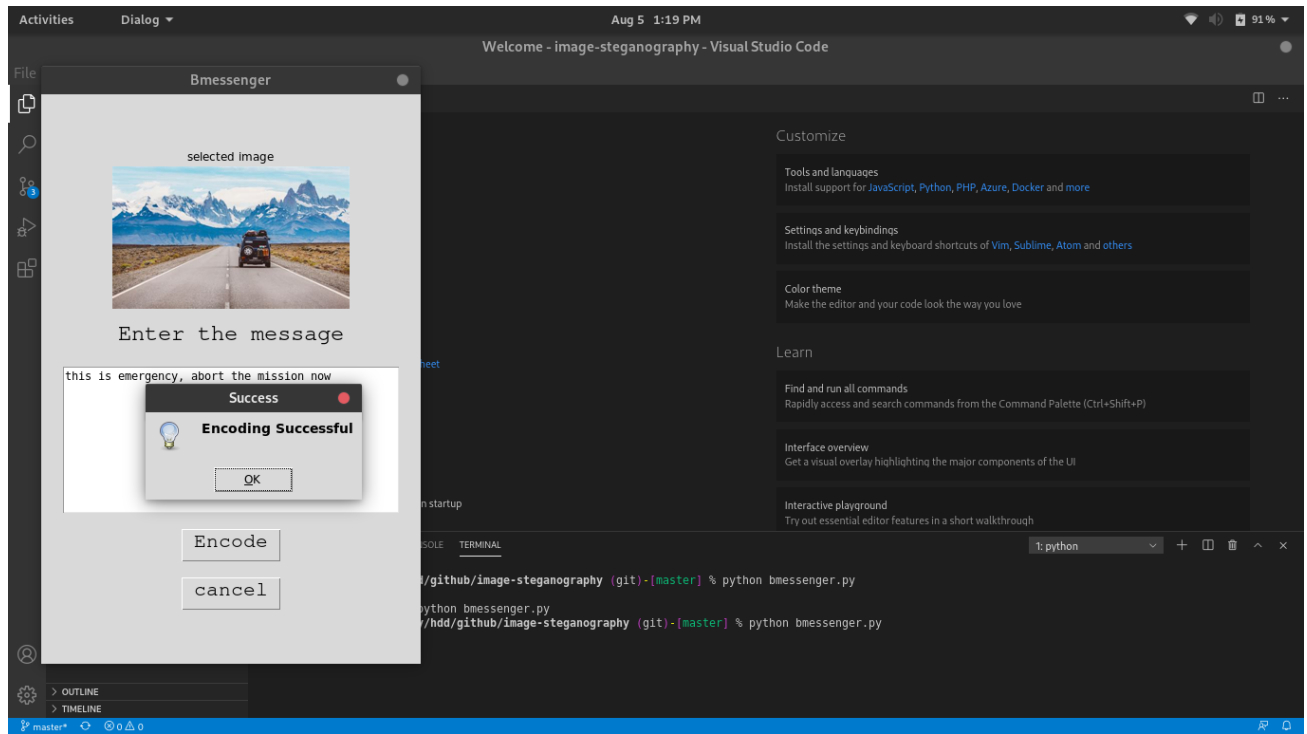 Activities Dialog Aug 5 1:19 PM 91%
Welcome - image-steganography - Visual Studio Code
File
Bmessenger
selected image
Enter the message
this is emergency, abort the mission now
Success
Encoding Successful
OK
Encode
cancel
3
Customize
Tools and languages
Install support for JavaScript, Python, PHP, Azure, Docker and more
Settings and keybindings
Install the settings and keyboard shortcuts of Vim, Sublime, Atom and others
Color theme
Make the editor and your code look the way you love
heet
Learn
Find and run all commands
Rapidly access and search commands from the Command Palette (Ctrl+Shift+P)
Interface overview
Get a visual overlay highlighting the major components of the UI
n startup
Interactive playground
Try out essential editor features in a short walkthrough
SOLE TERMINAL 1: python
/github/image-steganography (git)-[master] % python bmessenger.py
ython bmessenger.py
/hdd/github/image-steganography (git)-[master] % python bmessenger.py
OUTLINE
TIMELINE
master* 0 0